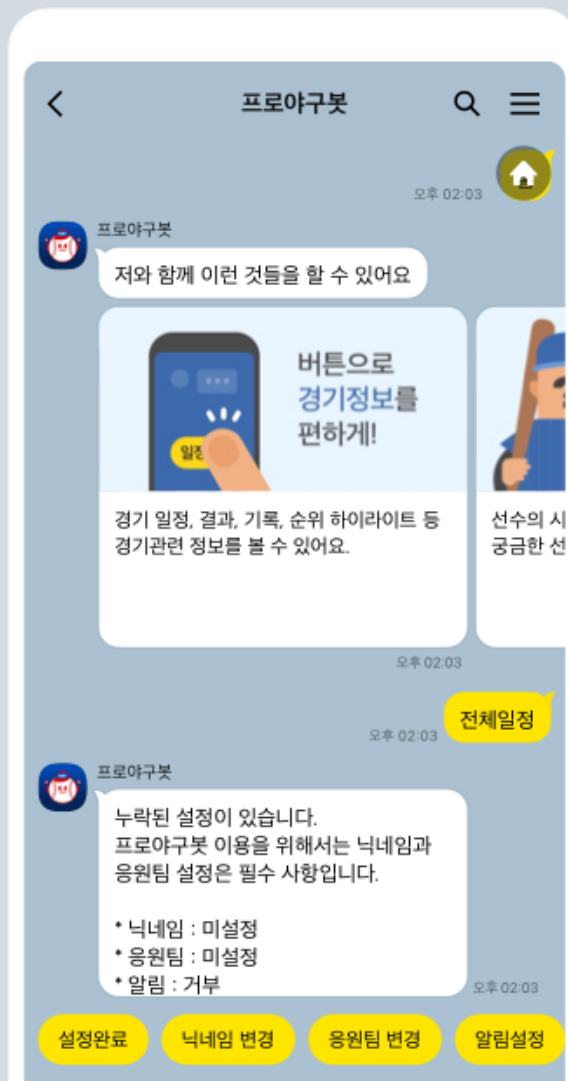 프로야구봇
오후 02:03
프로야구봇
저와 함께 이런 것들을 할 수 있어요
버튼으로
경기정보를
편하게!
일정
경기 일정, 결과, 기록, 순위 하이라이트 등
경기관련 정보를 볼 수 있어요.
선수의 시
궁금한 선
오후 02:03
전체일정
오후 02:03
프로야구봇
누락된 설정이 있습니다.
프로야구봇 이용을 위해서는 닉네임과
응원팀 설정은 필수 사항입니다.
* 닉네임 : 미설정
* 응원팀 : 미설정
* 알림 : 거부
오후 02:03
설정완료
닉네임 변경
응원팀 변경
알림설정